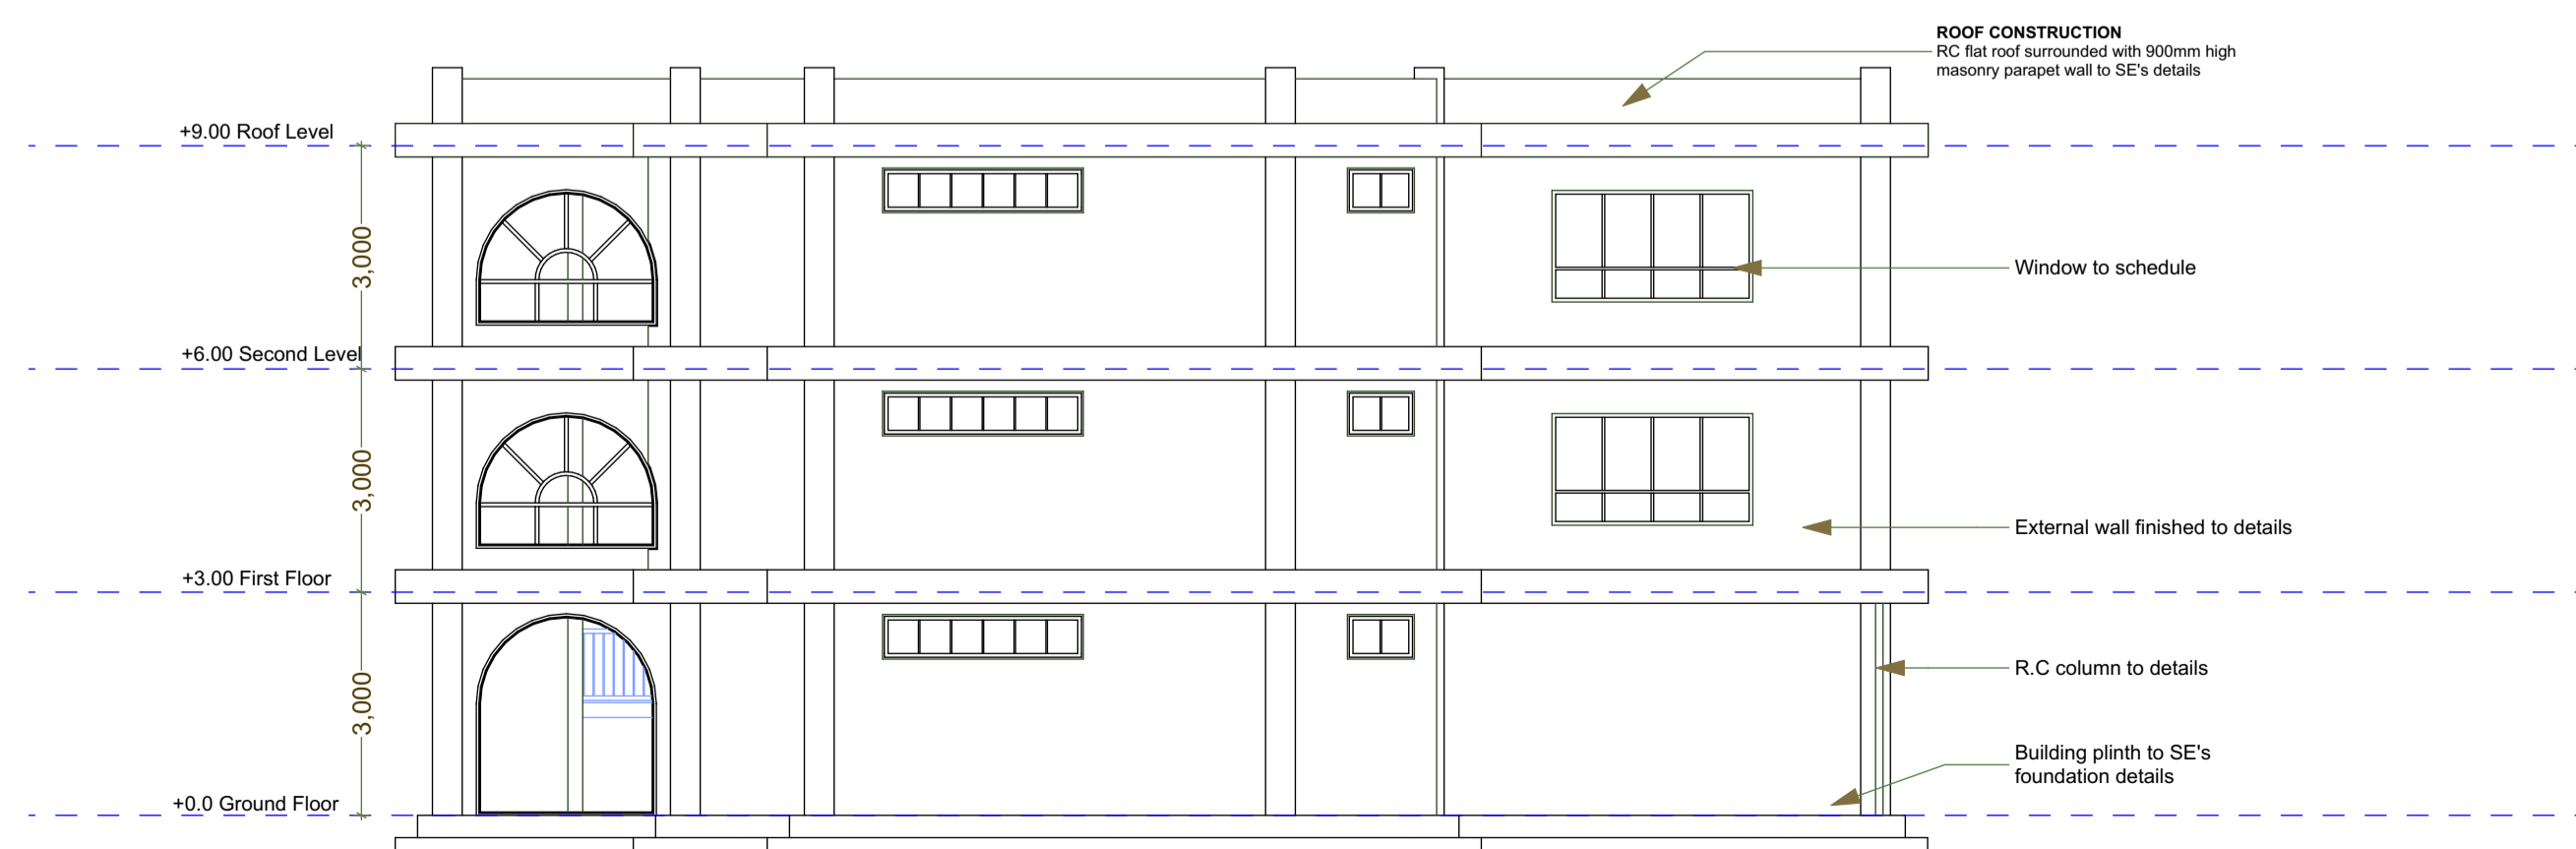 ROOF CONSTRUCTION
RC flat roof surrounded with 900mm high
masonry parapet wall to SE's details
+9.00 Roof Level
3,000
Window to schedule
+6.00 Second Level
3,000
External wall finished to details
+3.00 First Floor
3,000
R.C column to details
Building plinth to SE's
foundation details
+0.0 Ground Floor